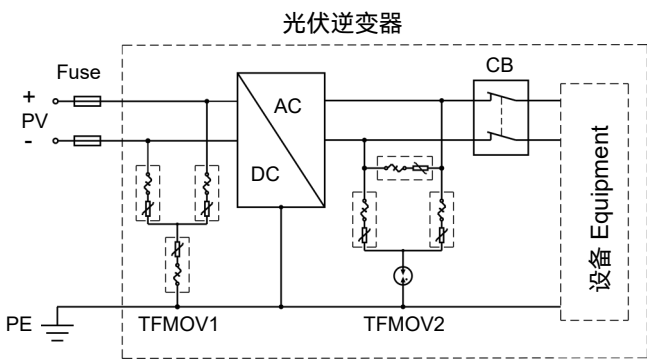 光伏逆变器
Fuse
CB
+
PV
-
AC
DC
设备 Equipment
PE
TFMOV1
TFMOV2